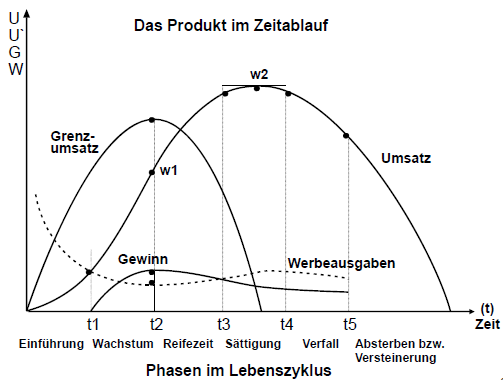 Das Produkt im Zeitablauf
U
U`
G
W
w2
Grenz-
umsatz
w1
Umsatz
Gewinn
Werbeausgaben
(t)
t1 t2 t3 t4 t5 Zeit
Einführung Wachstum Reifezeit Sättigung Verfall Absterben bzw.
Versteinerung
Phasen im Lebenszyklus